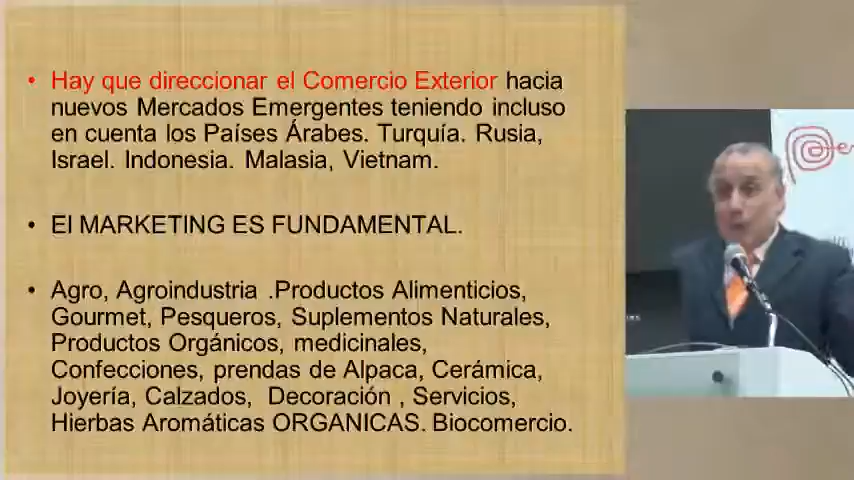 • Hay que direccionar el Comercio Exterior hacia
nuevos Mercados Emergentes teniendo incluso
en cuenta los Países Árabes. Turquía. Rusia,
Israel. Indonesia. Malasia, Vietnam.
• El MARKETING ES FUNDAMENTAL.
• Agro, Agroindustria .Productos Alimenticios,
Gourmet, Pesqueros, Suplementos Naturales,
Productos Orgánicos, medicinales,
Confecciones, prendas de Alpaca, Cerámica,
Joyería, Calzados,  Decoración , Servicios,
Hierbas Aromáticas ORGANICAS. Biocomercio.